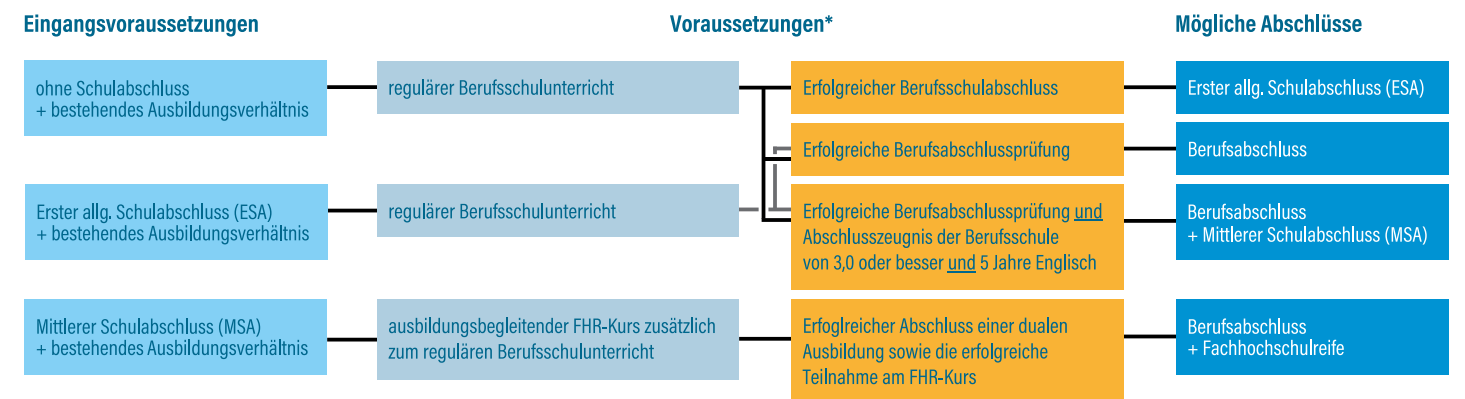 Eingangsvoraussetzungen
Voraussetzungen*
Mögliche Abschlüsse
ohne Schulabschluss
+ bestehendes Ausbildungsverhältnis
regulärer Berufsschulunterricht
Erfolgreicher Berufsschulabschluss
Erster allg. Schulabschluss (ESA)
Erfolgreiche Berufsabschlussprüfung
Berufsabschluss
Erster allg. Schulabschluss (ESA)
+ bestehendes Ausbildungsverhältnis
regulärer Berufsschulunterricht
Erfolgreiche Berufsabschlussprüfung und
Abschlusszeugnis der Berufsschule
von 3,0 oder besser und 5 Jahre Englisch
Berufsabschluss
+ Mittlerer Schulabschluss (MSA)
Mittlerer Schulabschluss (MSA)
+ bestehendes Ausbildungsverhältnis
ausbildungsbegleitender FHR-Kurs zusätzlich
zum regulären Berufsschulunterricht
Erfoglreicher Abschluss einer dualen
Ausbildung sowie die erfolgreiche
Teilnahme am FHR-Kurs
Berufsabschluss
+ Fachhochschulreife